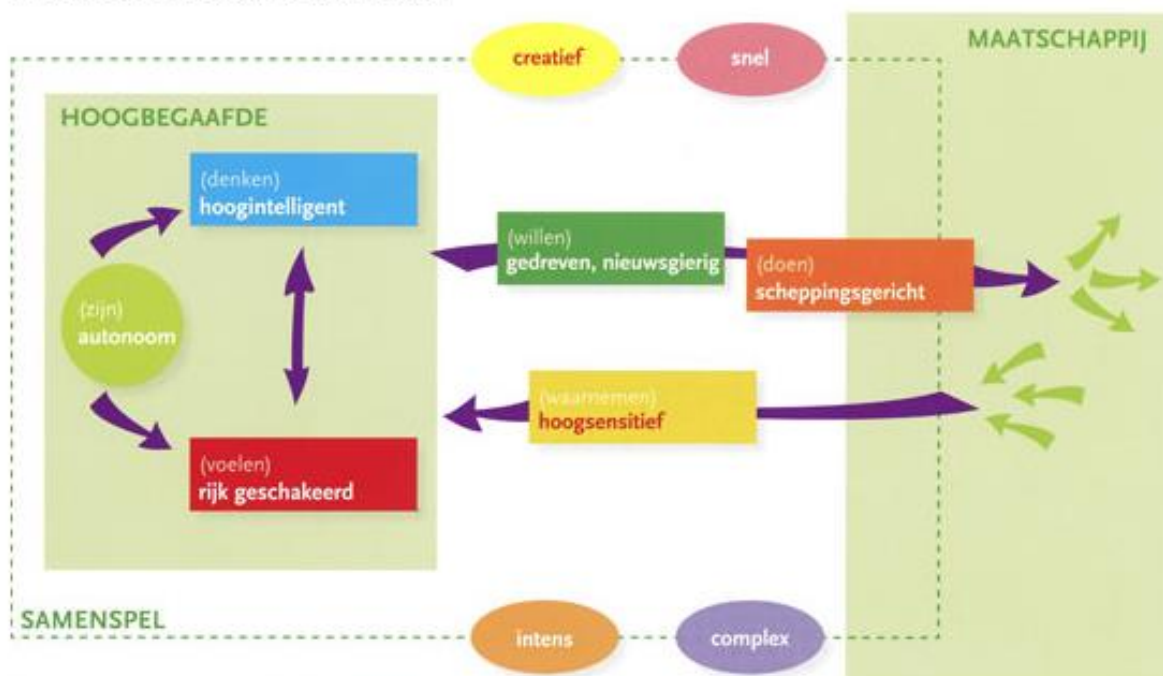 creatief
snel
MAATSCHAPPIJ
HOOGBEGAAFDE
(denken)
hoogintelligent
(willen)
gedreven, nieuwsgierig
(doen)
scheppingsgericht
(zijn)
autonoom
(waarnemen)
hoogsensitief
(voelen)
rijk geschakeerd
SAMENSPEL
intens
complex